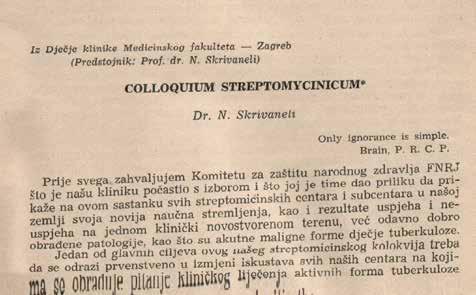 Iz Dječje klinike Medicinskog fakulteta — Zagreb
(Predstojnik: Prof. dr. N. Skrivaneli)
COLLOQUIUM STREPTOMYCINICUM*
Dr. N. Skrivaneli
Only ignorance is simple.
Brain, P. R. C. P.
Prije svega zahvaljujem Komitetu za zaštitu narodnog zdravlja FNRJ
što je našu kliniku počastio s izborom i što joj je time dao priliku da pri-
kaže na ovom sastanku svih streptomicinskih centara i subcentara u našoj
zemlji svoja novija naučna stremljenja, kao i rezultate uspjeha i ne-
uspjeha na jednom klinički novostvorenom terenu, već odavno dobro
obrađene patologije, kao što su akutne maligne forme dječje tuberkuloze.
Jedan od glavnih ciljeva ovog našeg streptomicinskog kolokvija treba
da se odrazi prvenstveno u izmjeni iskustava svih naših centara na koji-
ma se obrađuje pitanje kliničkog liječenja aktivnih forma tuberkuloze